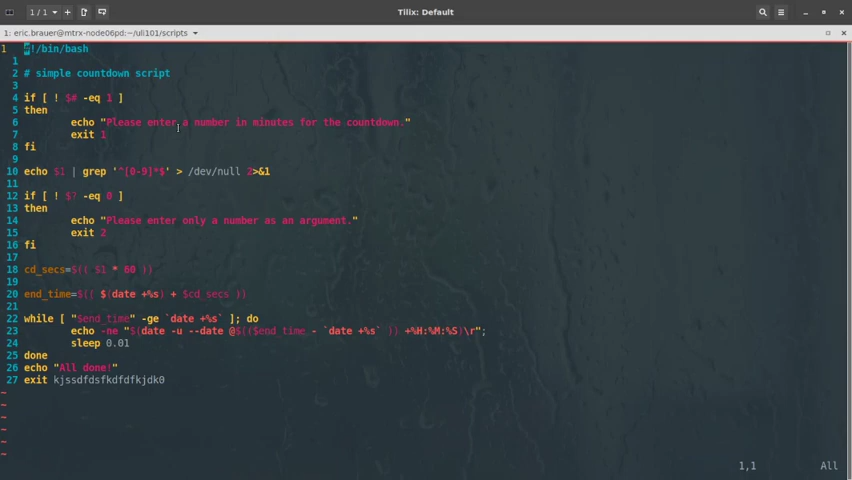 1 / 1
Tilix: Default
1: eric.brauer@mtrx-node06pd:~/uli101/scripts
1 #!/bin/bash
1
2 # simple countdown script
3
4 if [ ! $# -eq 1 ]
5 then
6 echo "Please enter a number in minutes for the countdown."
7 exit 1
8 fi
9
10 echo $1 | grep '^[0-9]*$' > /dev/null 2>&1
11
12 if [ ! $? -eq 0 ]
13 then
14 echo "Please enter only a number as an argument."
15 exit 2
16 fi
17
18 cd_secs=$(( $1 * 60 ))
19
20 end_time=$(( $(date +%s) + $cd_secs ))
21
22 while [ "$end_time" -ge `date +%s` ]; do
23 echo -ne "$(date -u --date @$(($end_time - `date +%s` )) +%H:%M:%S)\r";
24 sleep 0.01
25 done
26 echo "All done!"
27 exit kjssdfdsfkdfdfkjdk0
~
~
~
~
~
~
1,1 All